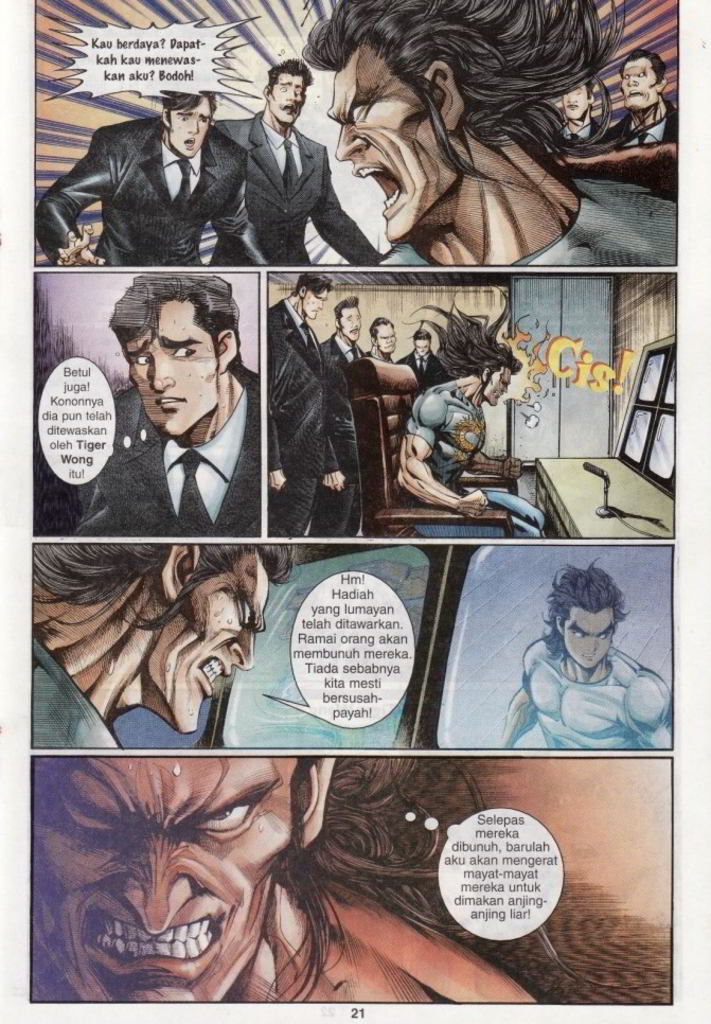 Kau berdaya? Dapat-
kah kau menewas-
kan aku? Bodoh!
Betul
juga!
Kononnya
dia pun telah
ditewaskan
oleh Tiger
Wong
itu!
Cis!
Hm!
Hadiah
yang lumayan
telah ditawarkan.
Ramai orang akan
membunuh mereka.
Tiada sebabnya
kita mesti
bersusah-
payah!
Selepas
mereka
dibunuh, barulah
aku akan mengerat
mayat-mayat
mereka untuk
dimakan anjing-
anjing liar!
21